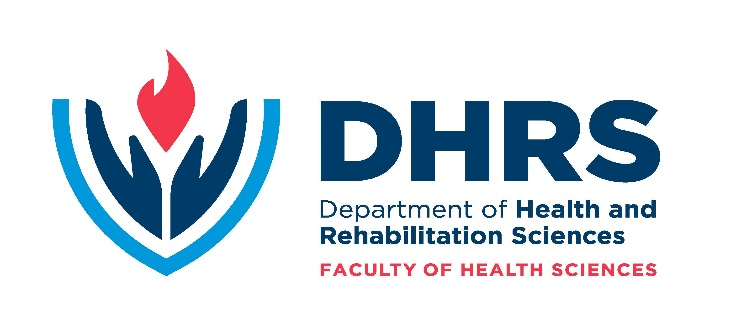 DHRS
Department of Health and
Rehabilitation Sciences
FACULTY OF HEALTH SCIENCES